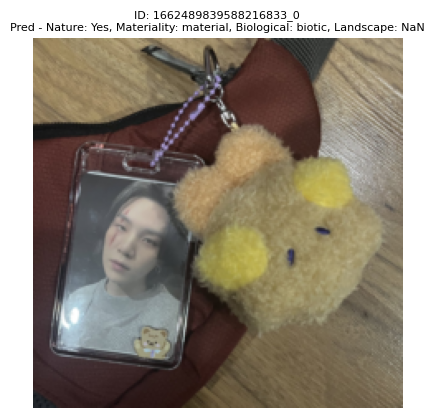 ID: 1662489839588216833_0
Pred - Nature: Yes, Materiality: material, Biological: biotic, Landscape: NaN